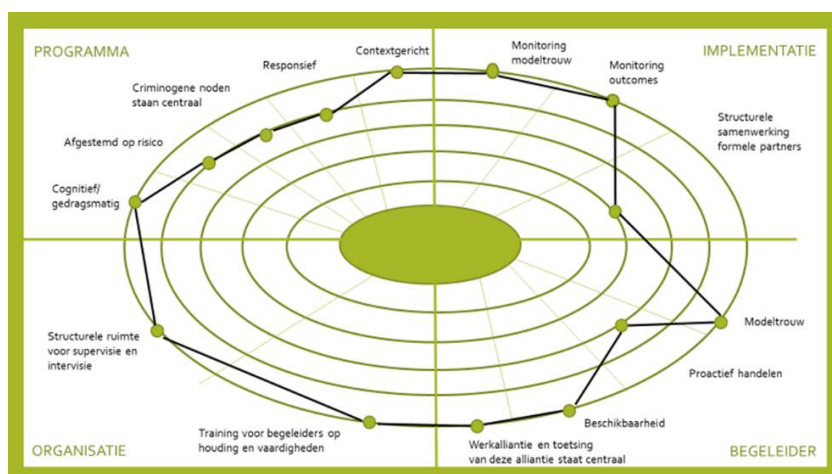 PROGRAMMA
Contextgericht
Monitoring
modeltrouw
IMPLEMENTATIE
Responsief
Monitoring
outcomes
Criminogene noden
staan centraal
Structurele
samenwerking
formele partners
Afgestemd op risico
Cognitief/
gedragsmatig
Structurele ruimte
voor supervisie en
intervisie
Modeltrouw
Proactief handelen
Beschikbaarheid
Training voor begeleiders op
houding en vaardigheden
Werkalliantie en toetsing
van deze alliantie staat centraal
ORGANISATIE
BEGELEIDER